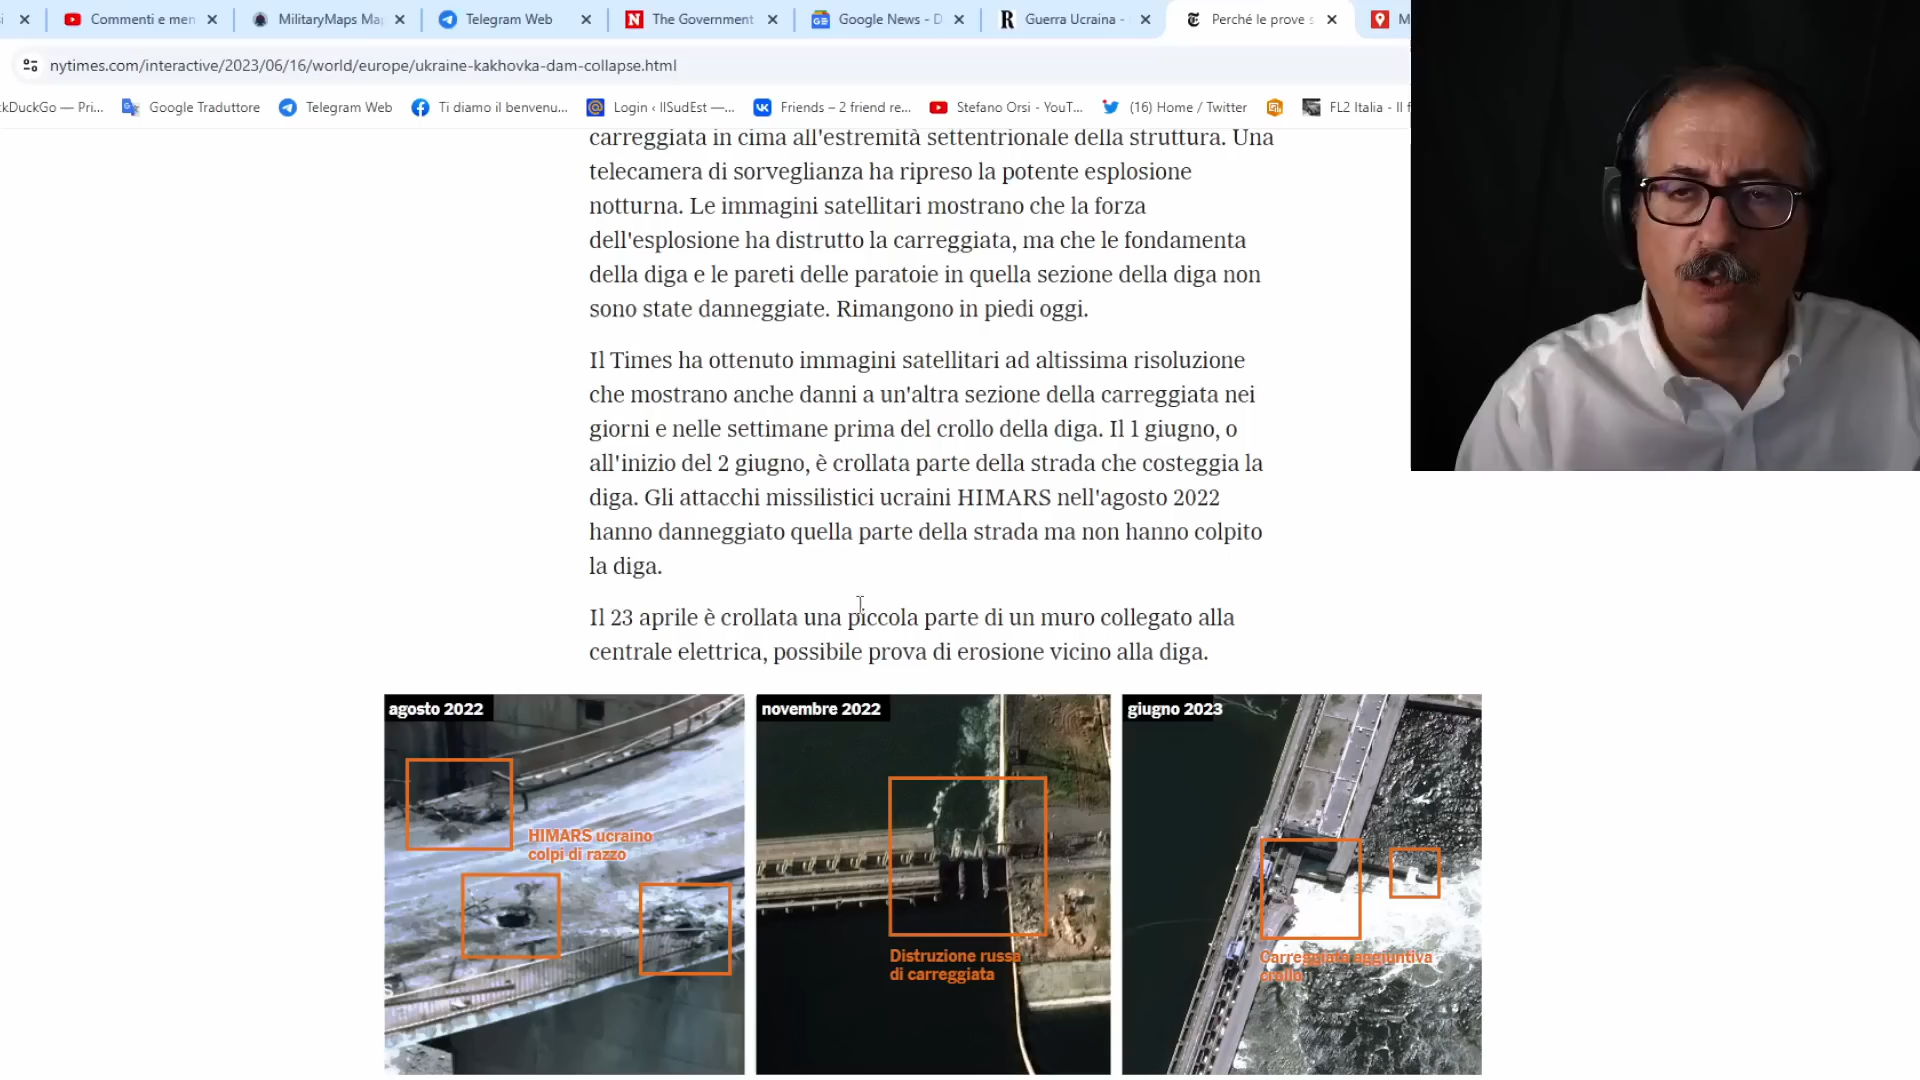 Commenti e men
MilitaryMaps Ma
Telegram Web
The Government
Google News - D
Guerra Ucraina -
Perché le prove s
M
nytimes.com/interactive/2023/06/16/world/europe/ukraine-kakhovka-dam-collapse.html
ckDuckGo — Pri...
Google Traduttore
Telegram Web
Ti diamo il benvenu...
Login ‹ IlSudEst —...
Friends – 2 friend re...
Stefano Orsi - YouT...
(16) Home / Twitter
FL2 Italia - Il f
carreggiata in cima all'estremità settentrionale della struttura. Una
telecamera di sorveglianza ha ripreso la potente esplosione
notturna. Le immagini satellitari mostrano che la forza
dell'esplosione ha distrutto la carreggiata, ma che le fondamenta
della diga e le pareti delle paratoie in quella sezione della diga non
sono state danneggiate. Rimangono in piedi oggi.
Il Times ha ottenuto immagini satellitari ad altissima risoluzione
che mostrano anche danni a un'altra sezione della carreggiata nei
giorni e nelle settimane prima del crollo della diga. Il 1 giugno, o
all'inizio del 2 giugno, è crollata parte della strada che costeggia la
diga. Gli attacchi missilistici ucraini HIMARS nell'agosto 2022
hanno danneggiato quella parte della strada ma non hanno colpito
la diga.
Il 23 aprile è crollata una piccola parte di un muro collegato alla
centrale elettrica, possibile prova di erosione vicino alla diga.
agosto 2022
HIMARS ucraino
colpi di razzo
novembre 2022
Distruzione russa
di carreggiata
giugno 2023
Carreggiata aggiuntiva
crollo